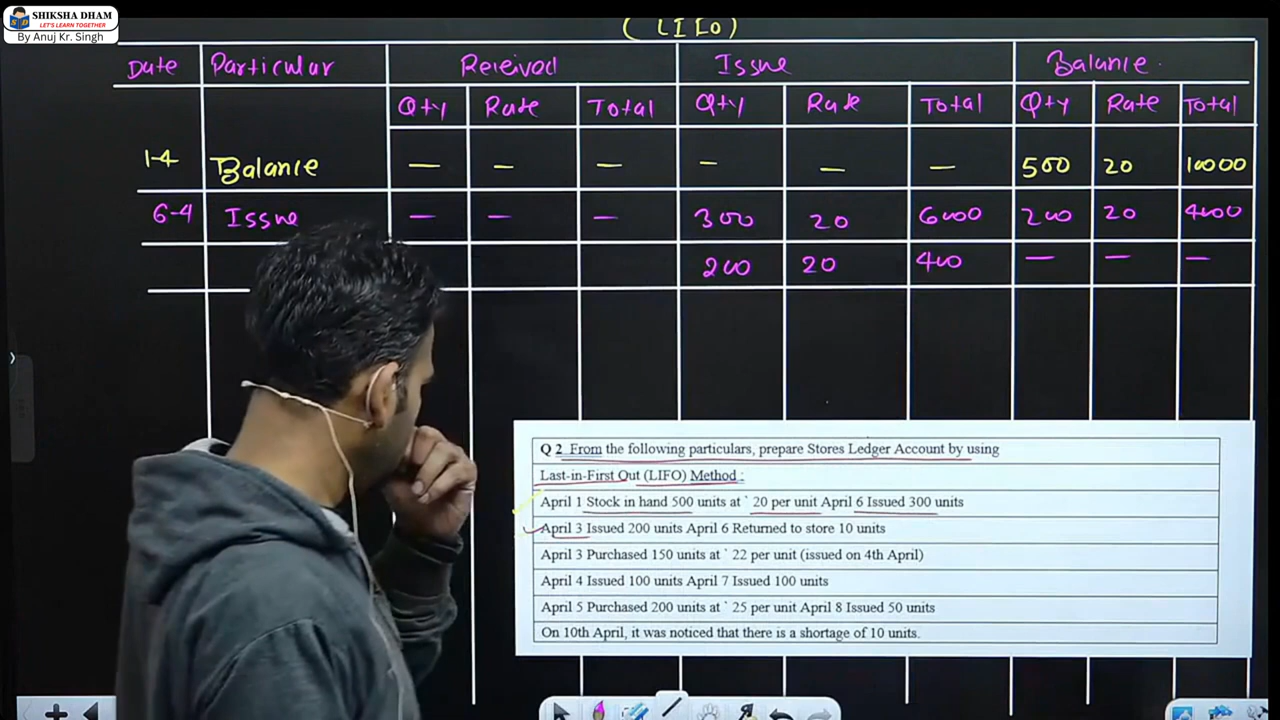 SHIKSHA DHAM
LET'S LEARN TOGETHER
By Anuj Kr. Singh
(LIFO)
Date Particular Received Issue Balance
Qty Rate Total Qty Rate Total Qty Rate Total
1-4 Balance — — — — — — 500 20 10000
6-4 Issue — — — 300 20 6000 200 20 4000
200 20 400 — — —
Q 2 From the following particulars, prepare Stores Ledger Account by using
Last-in-First Out (LIFO) Method :
April 1 Stock in hand 500 units at ` 20 per unit April 6 Issued 300 units
April 3 Issued 200 units April 6 Returned to store 10 units
April 3 Purchased 150 units at ` 22 per unit (issued on 4th April)
April 4 Issued 100 units April 7 Issued 100 units
April 5 Purchased 200 units at ` 25 per unit April 8 Issued 50 units
On 10th April, it was noticed that there is a shortage of 10 units.